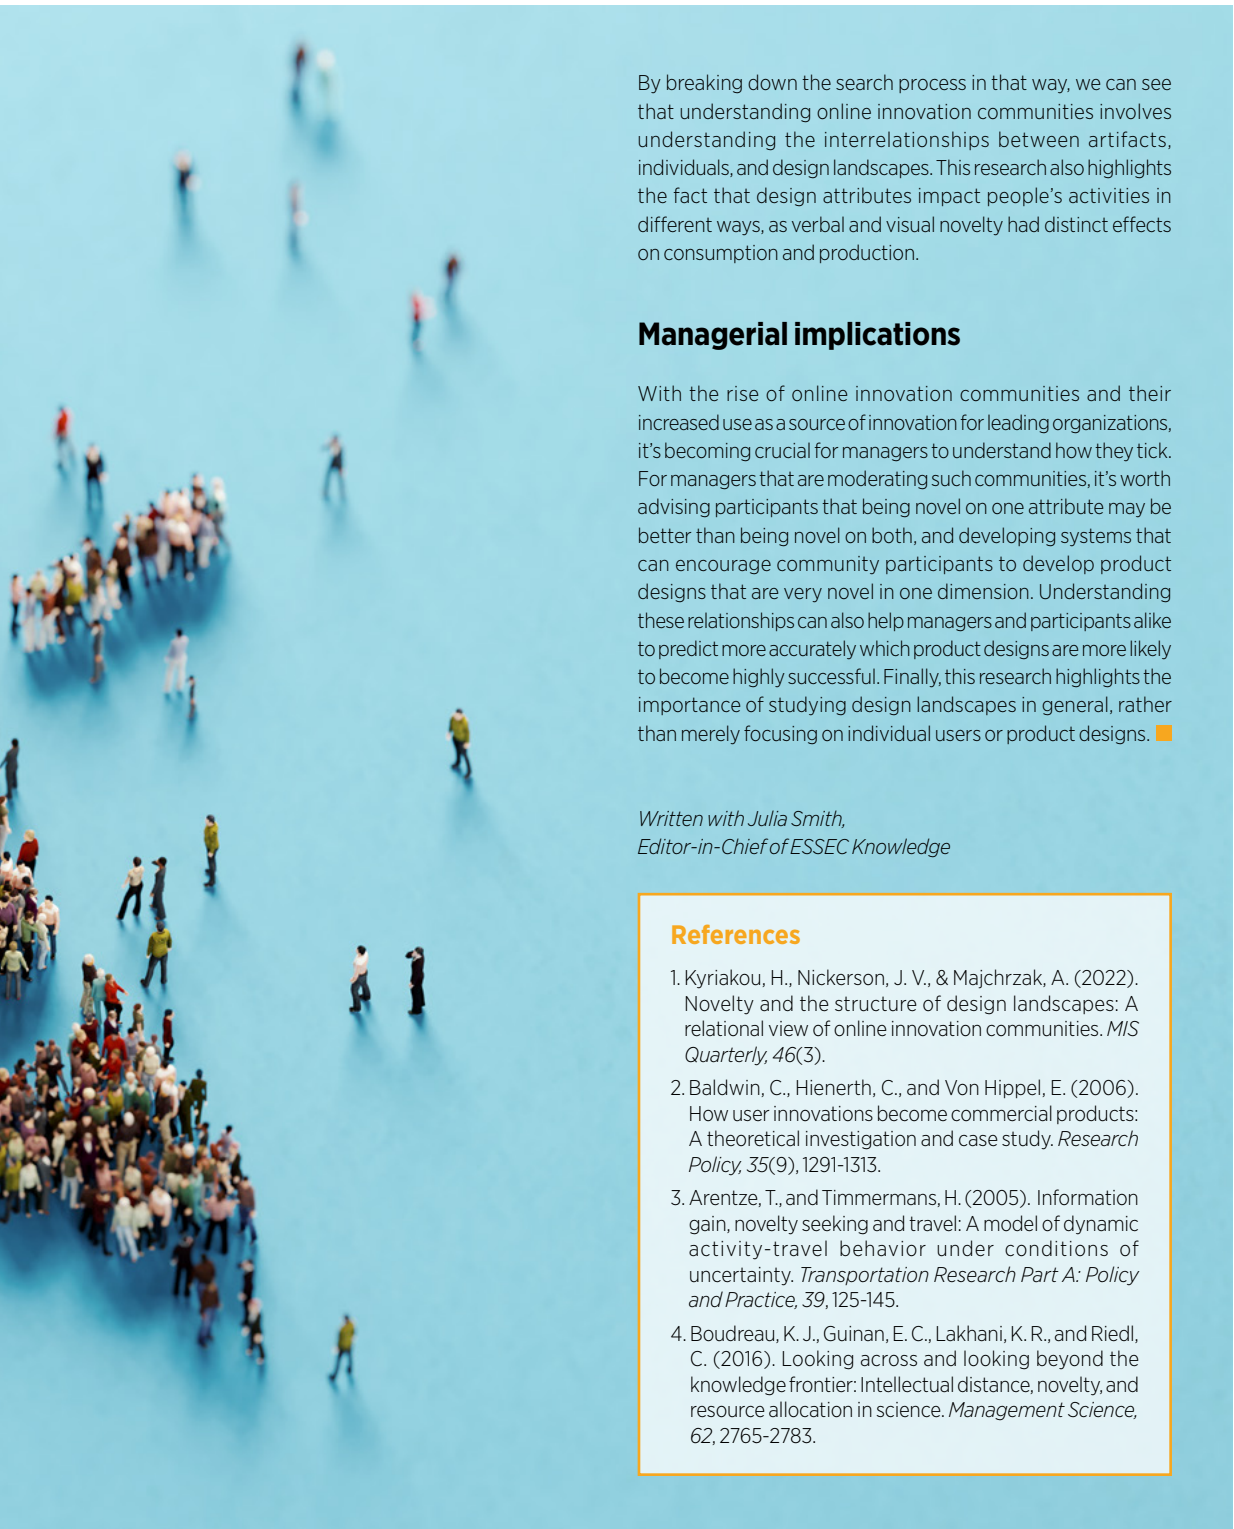 By breaking down the search process in that way, we can see
that understanding online innovation communities involves
understanding the interrelationships between artifacts,
individuals, and design landscapes. This research also highlights
the fact that design attributes impact people's activities in
different ways, as verbal and visual novelty had distinct effects
on consumption and production.
Managerial implications
With the rise of online innovation communities and their
increased use as a source of innovation for leading organizations,
it's becoming crucial for managers to understand how they tick.
For managers that are moderating such communities, it's worth
advising participants that being novel on one attribute may be
better than being novel on both, and developing systems that
can encourage community participants to develop product
designs that are very novel in one dimension. Understanding
these relationships can also help managers and participants alike
to predict more accurately which product designs are more likely
to become highly successful. Finally, this research highlights the
importance of studying design landscapes in general, rather
than merely focusing on individual users or product designs.
Written with Julia Smith,
Editor-in-Chief of ESSEC Knowledge
References
1. Kyriakou, H., Nickerson, J. V., & Majchrzak, A. (2022).
Novelty and the structure of design landscapes: A
relational view of online innovation communities. MIS
Quarterly, 46(3).
2. Baldwin, C., Hienerth, C., and Von Hippel, E. (2006).
How user innovations become commercial products:
A theoretical investigation and case study. Research
Policy, 35(9), 1291-1313.
3. Arentze, T., and Timmermans, H. (2005). Information
gain, novelty seeking and travel: A model of dynamic
activity-travel behavior under conditions of
uncertainty. Transportation Research Part A: Policy
and Practice, 39, 125-145.
4. Boudreau, K. J., Guinan, E. C., Lakhani, K. R., and Riedl,
C. (2016). Looking across and looking beyond the
knowledge frontier: Intellectual distance, novelty, and
resource allocation in science. Management Science,
62, 2765-2783.